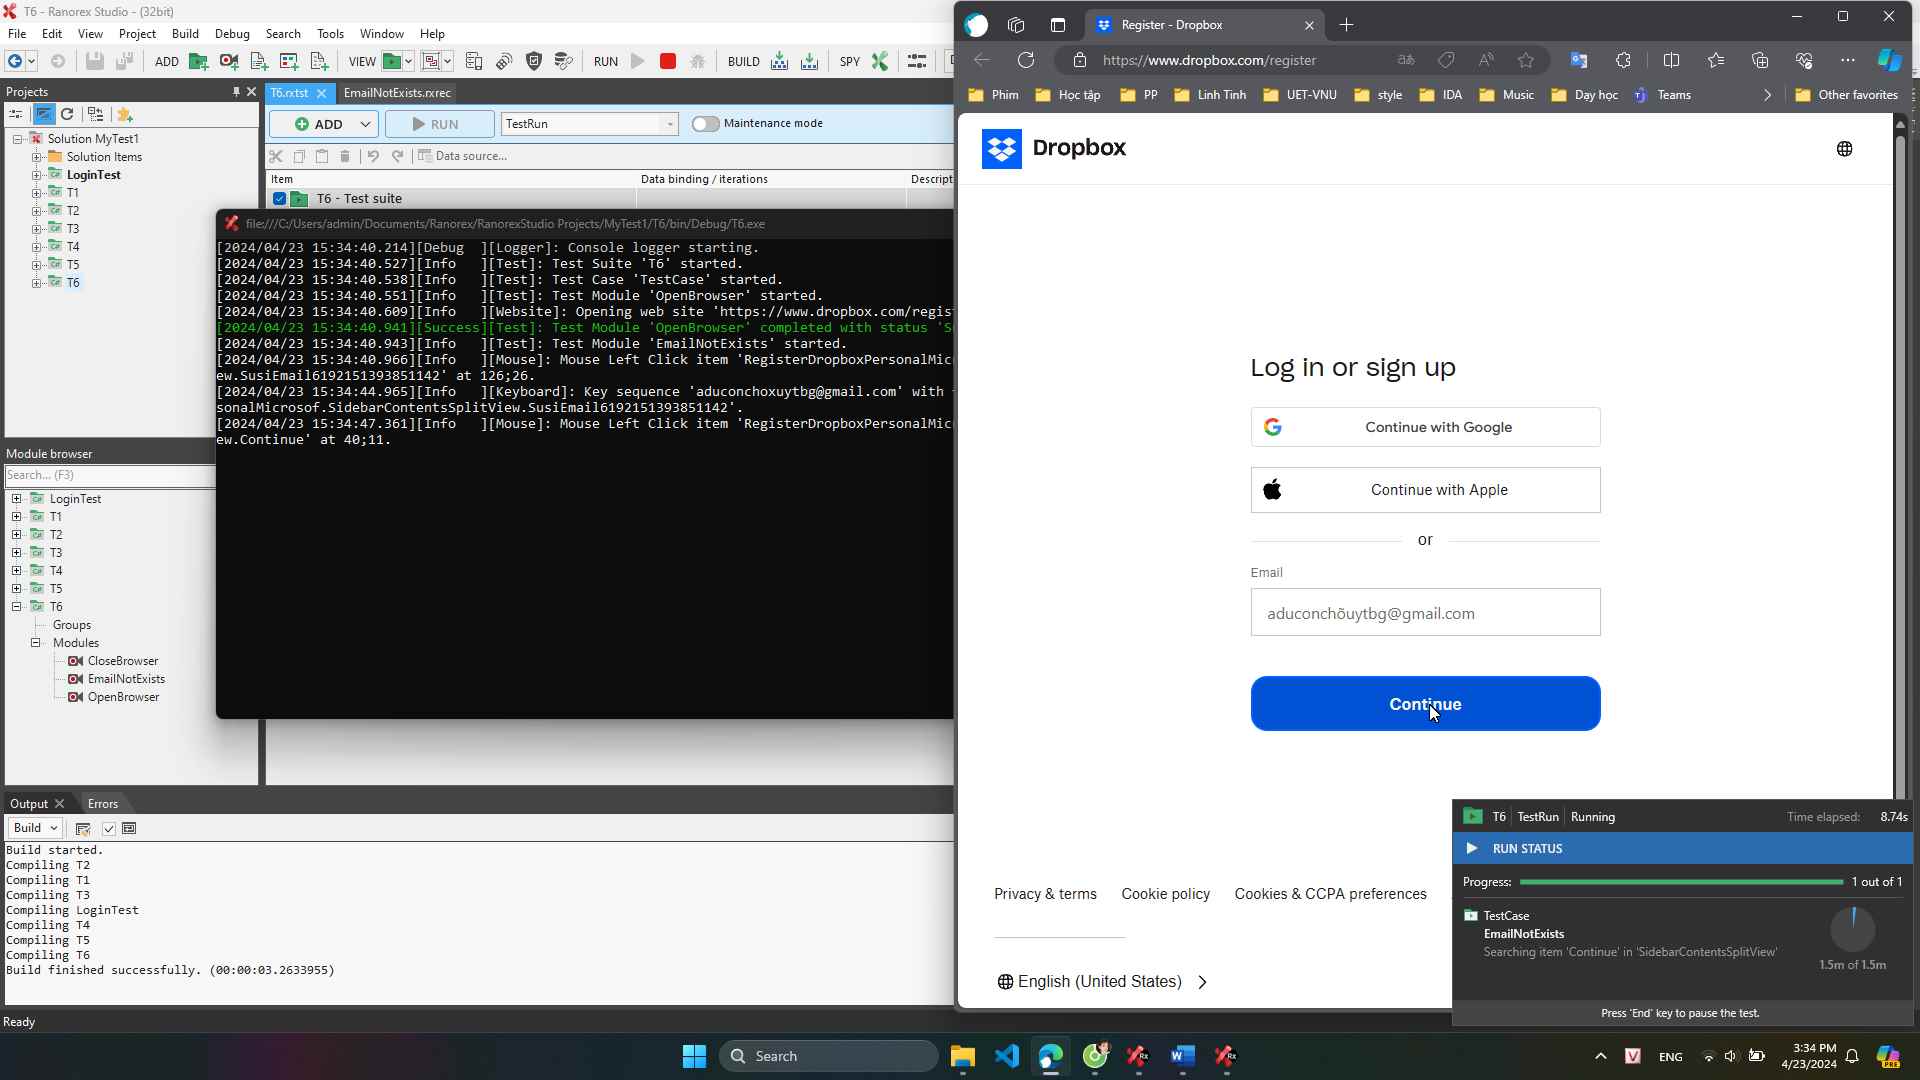 T6 - Ranorex Studio - (32bit)
File Edit View Project Build Debug Search Tools Window Help
ADD VIEW RUN BUILD SPY
Projects
Solution MyTest1
Solution Items
LoginTest
T1
T2
T3
T4
T5
T6
T6.rxtst EmailNotExists.rxrec
ADD RUN TestRun Maintenance mode
Data source...
Item Data binding / iterations Descript
T6 - Test suite
file:///C:/Users/admin/Documents/Ranorex/RanorexStudio Projects/MyTest1/T6/bin/Debug/T6.exe
[2024/04/23 15:34:40.214][Debug ][Logger]: Console logger starting.
[2024/04/23 15:34:40.527][Info ][Test]: Test Suite 'T6' started.
[2024/04/23 15:34:40.538][Info ][Test]: Test Case 'TestCase' started.
[2024/04/23 15:34:40.551][Info ][Test]: Test Module 'OpenBrowser' started.
[2024/04/23 15:34:40.609][Info ][Website]: Opening web site 'https://www.dropbox.com/regis
[2024/04/23 15:34:40.941][Success][Test]: Test Module 'OpenBrowser' completed with status 'S
[2024/04/23 15:34:40.943][Info ][Test]: Test Module 'EmailNotExists' started.
[2024/04/23 15:34:40.966][Info ][Mouse]: Mouse Left Click item 'RegisterDropboxPersonalMic
ew.SusiEmail6192151393851142' at 126;26.
[2024/04/23 15:34:44.965][Info ][Keyboard]: Key sequence 'aduconchoxuytbg@gmail.com' with
sonalMicrosof.SidebarContentsSplitView.SusiEmail6192151393851142'.
[2024/04/23 15:34:47.361][Info ][Mouse]: Mouse Left Click item 'RegisterDropboxPersonalMic
ew.Continue' at 40;11.
Module browser
Search... (F3)
LoginTest
T1
T2
T3
T4
T5
T6
Groups
Modules
CloseBrowser
EmailNotExists
OpenBrowser
Output Errors
Build
Build started.
Compiling T2
Compiling T1
Compiling T3
Compiling LoginTest
Compiling T4
Compiling T5
Compiling T6
Build finished successfully. (00:00:03.2633955)
Ready
Register - Dropbox
https://www.dropbox.com/register
Phim Học tập PP Linh Tinh UET-VNU style IDA Music Dạy học Teams Other favorites
Dropbox
Log in or sign up
Continue with Google
Continue with Apple
or
Email
aduconchõuytbg@gmail.com
Continue
Privacy & terms Cookie policy Cookies & CCPA preferences
English (United States)
T6 TestRun Running Time elapsed: 8.74s
RUN STATUS
Progress: 1 out of 1
TestCase
EmailNotExists
Searching item 'Continue' in 'SidebarContentsSplitView'
1.5m of 1.5m
Press 'End' key to pause the test.
Search
ENG
3:34 PM
4/23/2024